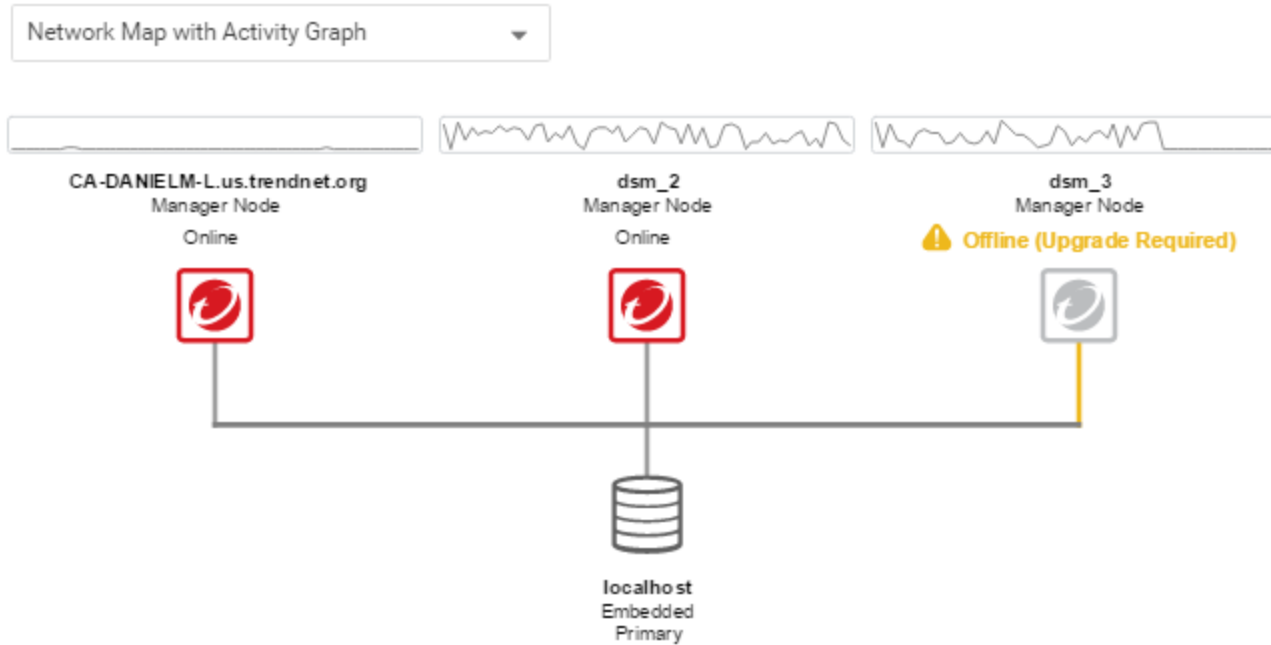 Network Map with Activity Graph
CA-DANIELM-L.us.trendnet.org
Manager Node
Online
dsm_2
Manager Node
Online
dsm_3
Manager Node
Offline (Upgrade Required)
localhost
Embedded
Primary